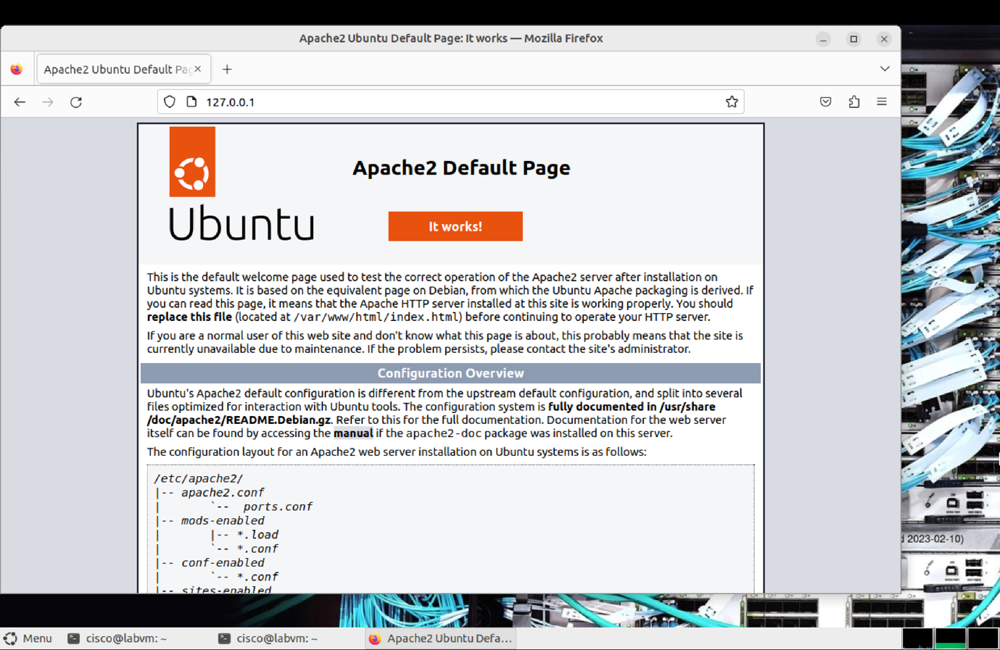 Apache2 Ubuntu Default Page: It works — Mozilla Firefox
Apache2 Ubuntu Default Pag
127.0.0.1
Apache2 Default Page
Ubuntu
It works!
This is the default welcome page used to test the correct operation of the Apache2 server after installation on
Ubuntu systems. It is based on the equivalent page on Debian, from which the Ubuntu Apache packaging is derived. If
you can read this page, it means that the Apache HTTP server installed at this site is working properly. You should
replace this file (located at /var/www/html/index.html) before continuing to operate your HTTP server.
If you are a normal user of this web site and don't know what this page is about, this probably means that the site is
currently unavailable due to maintenance. If the problem persists, please contact the site's administrator.
Configuration Overview
Ubuntu's Apache2 default configuration is different from the upstream default configuration, and split into several
files optimized for interaction with Ubuntu tools. The configuration system is fully documented in /usr/share
/doc/apache2/README.Debian.gz. Refer to this for the full documentation. Documentation for the web server
itself can be found by accessing the manual if the apache2-doc package was installed on this server.
The configuration layout for an Apache2 web server installation on Ubuntu systems is as follows:
/etc/apache2/
|-- apache2.conf
|       `--  ports.conf
|-- mods-enabled
|       |-- *.load
|       `-- *.conf
|-- conf-enabled
|       `-- *.conf
|-- sites-enabled
d 2023-02-10)
Menu
cisco@labvm: ~
cisco@labvm: ~
Apache2 Ubuntu Defa...